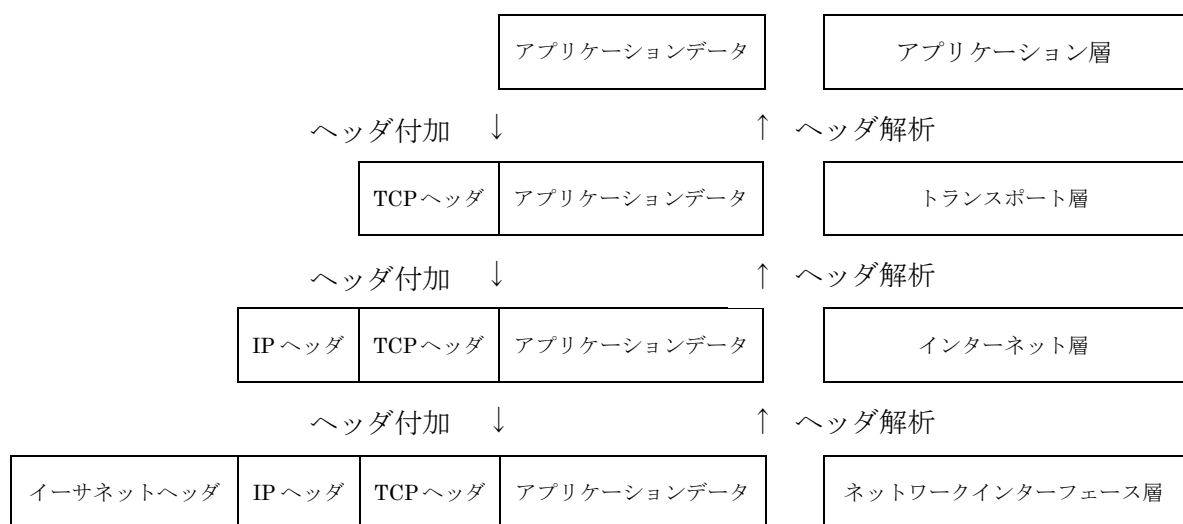 アプリケーションデータ アプリケーション層
ヘッダ付加 ↓ ↑ ヘッダ解析
TCPヘッダ アプリケーションデータ トランスポート層
ヘッダ付加 ↓ ↑ ヘッダ解析
IPヘッダ TCPヘッダ アプリケーションデータ インターネット層
ヘッダ付加 ↓ ↑ ヘッダ解析
イーサネットヘッダ IPヘッダ TCPヘッダ アプリケーションデータ ネットワークインターフェース層